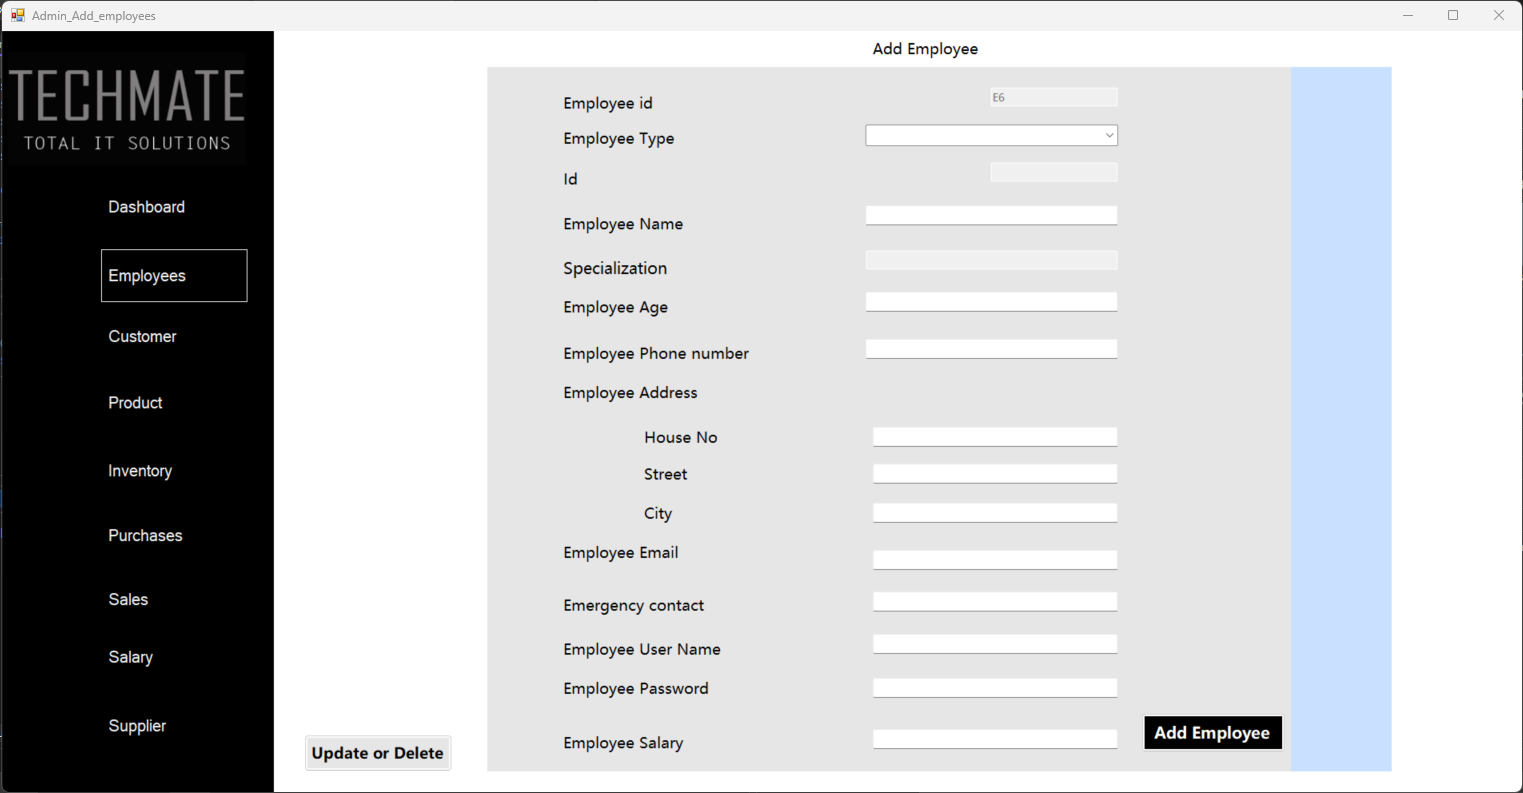 Admin_Add_employees
TECHMATE
TOTAL IT SOLUTIONS
Dashboard
Employees
Customer
Product
Inventory
Purchases
Sales
Salary
Supplier
Update or Delete
Add Employee
Employee id
E6
Employee Type
Id
Employee Name
Specialization
Employee Age
Employee Phone number
Employee Address
House No
Street
City
Employee Email
Emergency contact
Employee User Name
Employee Password
Employee Salary
Add Employee